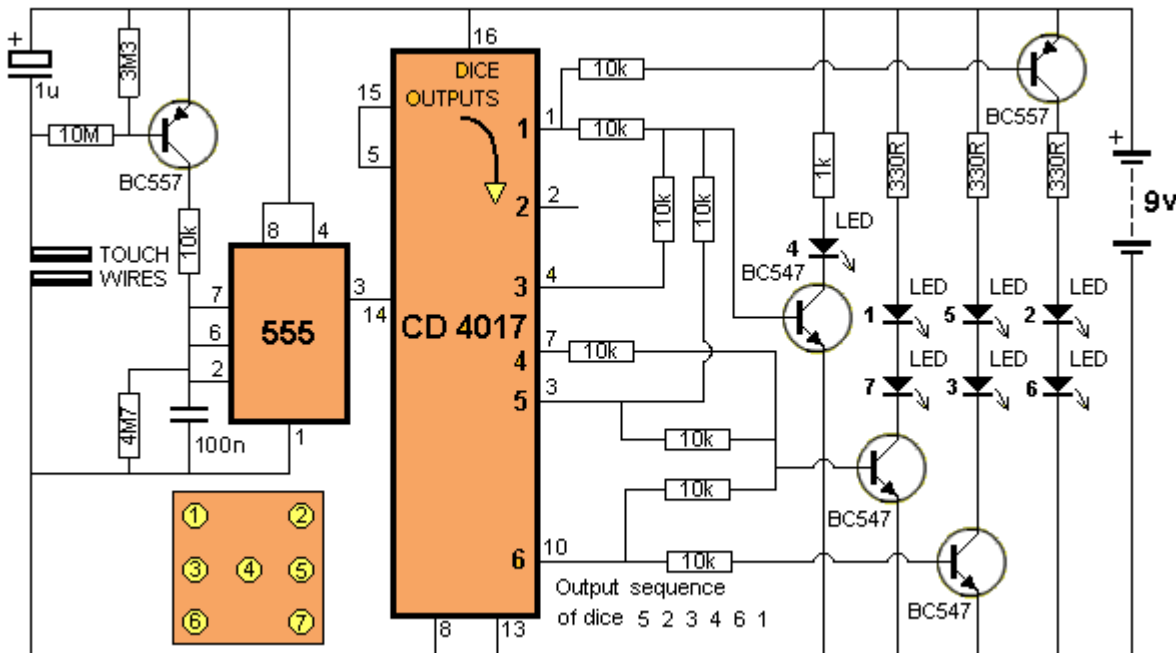 +
1u
3M3
10M
BC557
10k
TOUCH
WIRES
8
4
7
6
2
3
1
555
4M7
100n
1
2
3
4
5
6
7
16
15
5
14
DICE
OUTPUTS
CD 4017
1
2
3
4
5
6
1
2
4
7
3
10
8
13
10k
10k
10k
10k
10k
10k
10k
10k
Output sequence
of dice 5 2 3 4 6 1
BC557
1k
330R
330R
330R
LED
4
BC547
LED
1
LED
5
LED
2
LED
7
LED
3
LED
6
BC547
BC547
+
9v